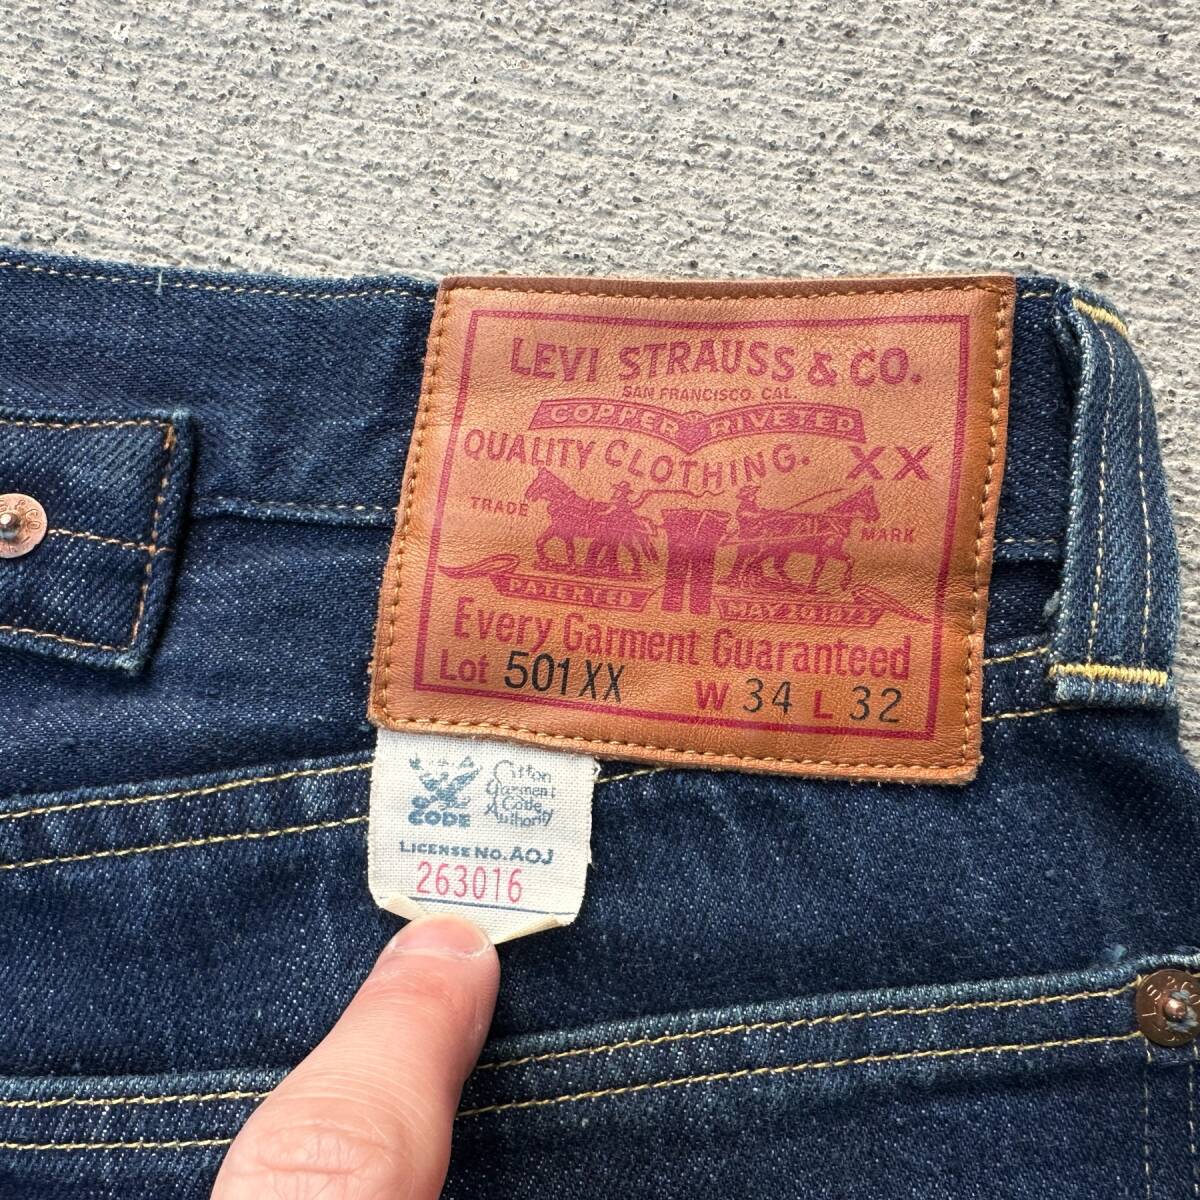 LEVI STRAUSS & CO.
SAN FRANCISCO, CAL.
COPPER RIVETED
QUALITY CLOTHING. XX
TRADE MARK
PATENTED MAY 20 1873
Every Garment Guaranteed
Lot 501XX W 34 L 32
CODE
Cotton
Garment
Code
Authority
LICENSE NO. AOJ
263016